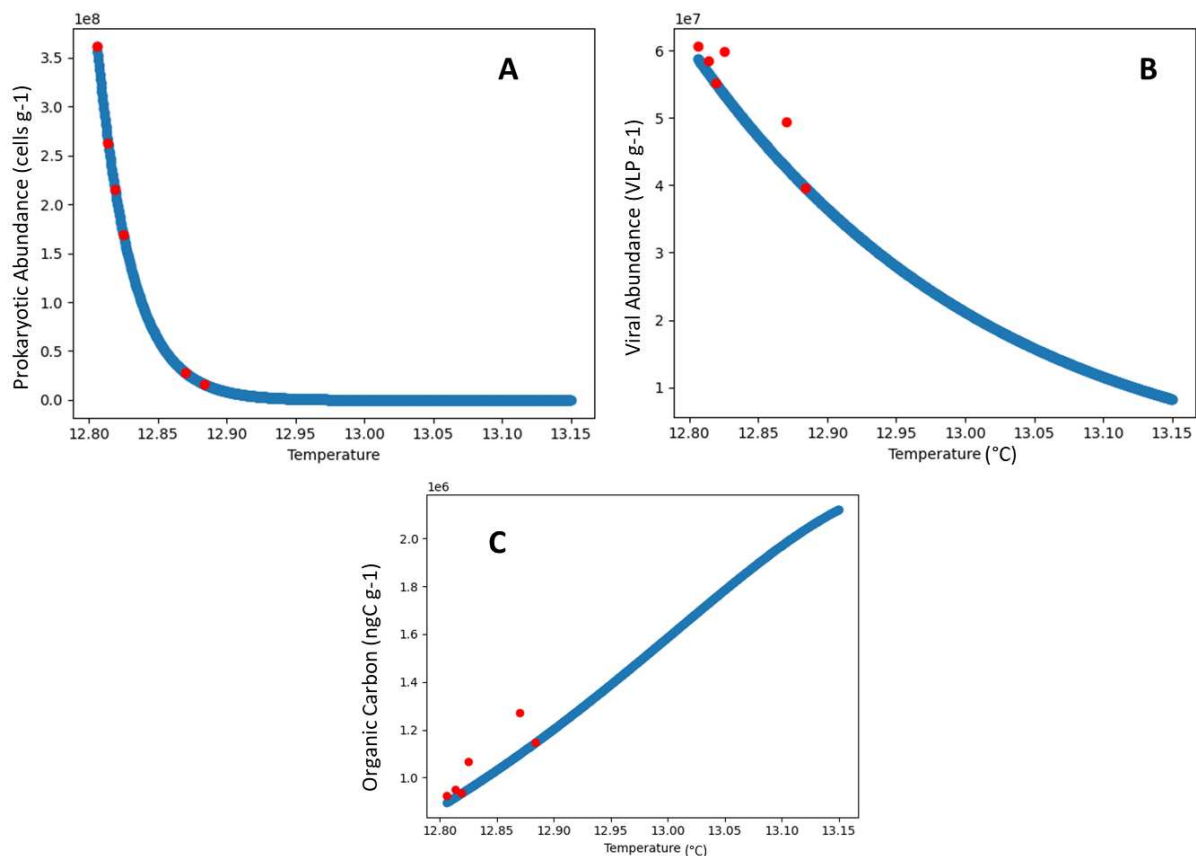 1e8
A
Prokaryotic Abundance (cells g-1)
3.5
3.0
2.5
2.0
1.5
1.0
0.5
0.0
12.80 12.85 12.90 12.95 13.00 13.05 13.10 13.15
Temperature
1e7
B
Viral Abundance (VLP g-1)
6
5
4
3
2
1
12.80 12.85 12.90 12.95 13.00 13.05 13.10 13.15
Temperature (°C)
1e6
C
Organic Carbon (ngC g-1)
2.0
1.8
1.6
1.4
1.2
1.0
12.80 12.85 12.90 12.95 13.00 13.05 13.10 13.15
Temperature (°C)